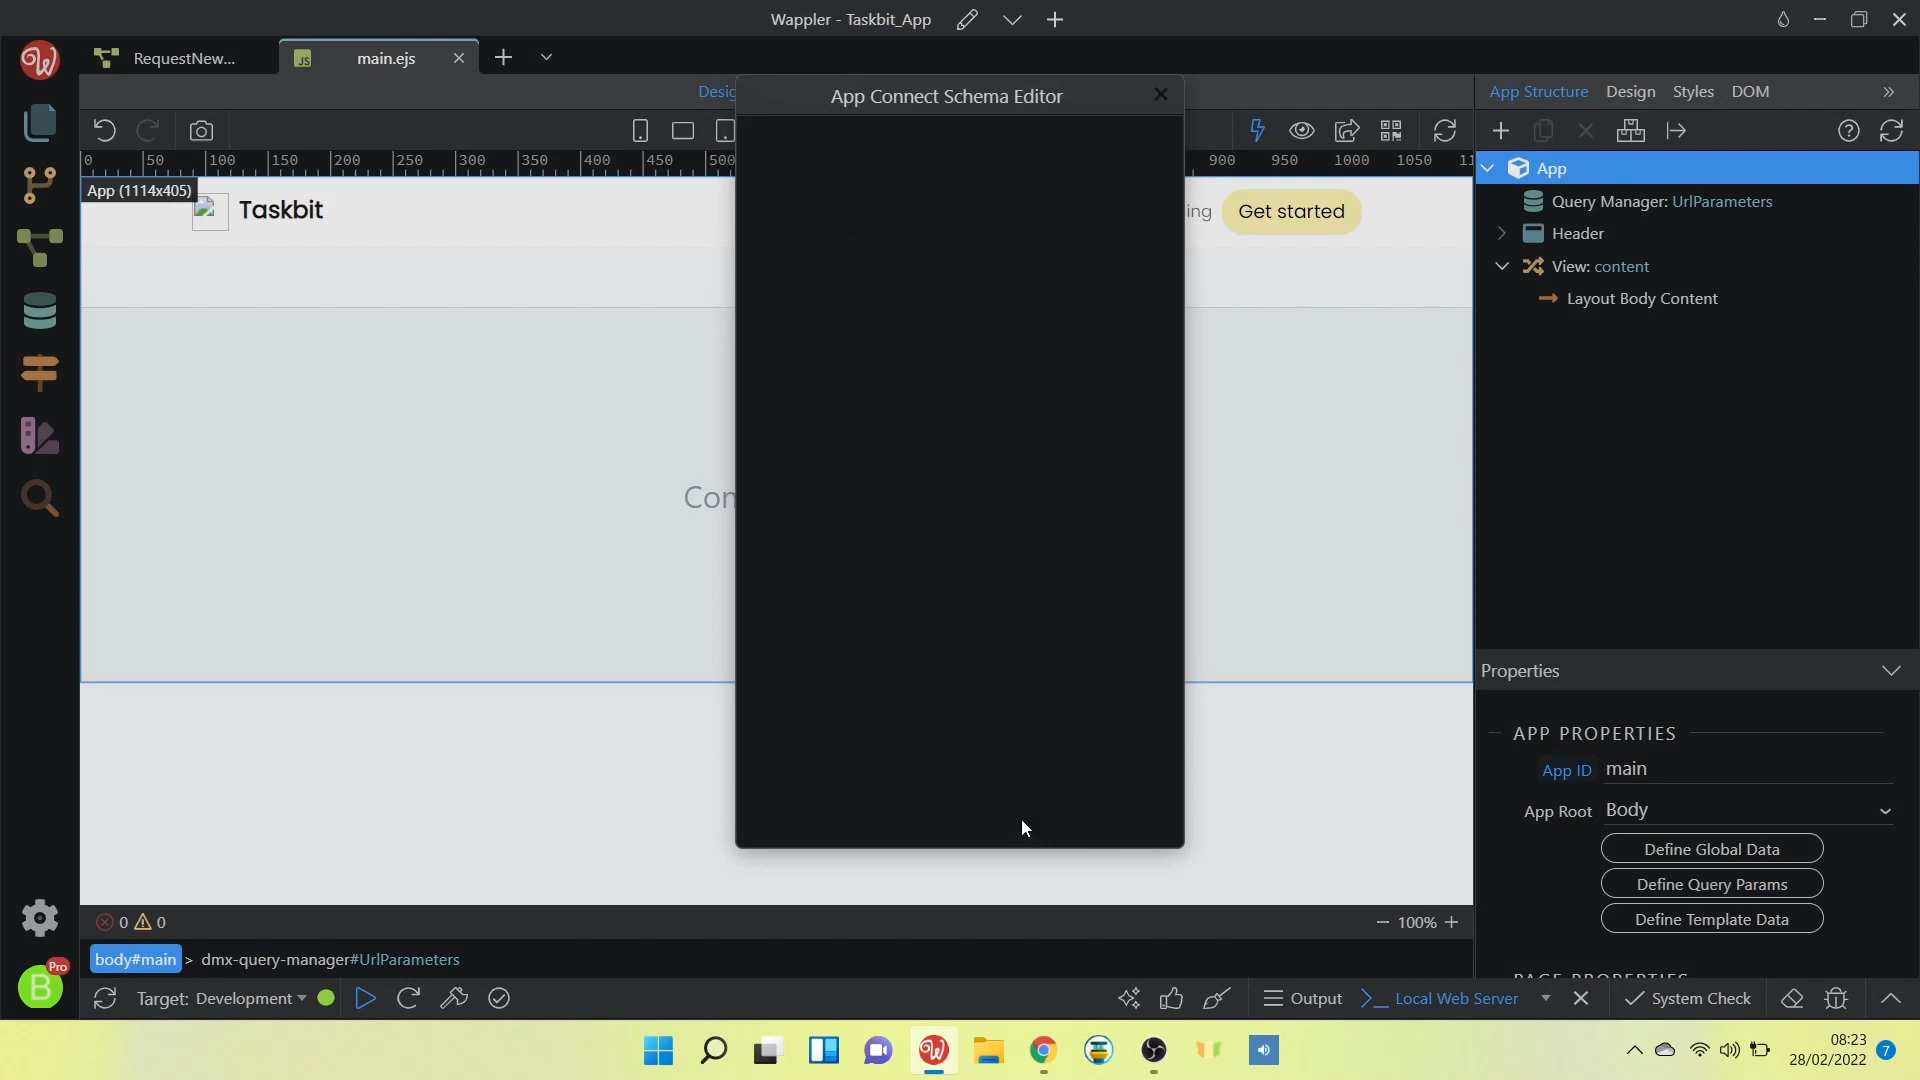 Wappler - Taskbit_App
RequestNew...
main.ejs
App Connect Schema Editor
App Structure Design Styles DOM
0 50 100 150 200 250 300 350 400 450 500 900 950 1000 1050
App (1114x405)
Taskbit
ing
Get started
App
Query Manager: UrlParameters
Header
View: content
Layout Body Content
Properties
APP PROPERTIES
App ID main
App Root Body
Define Global Data
Define Query Params
Define Template Data
0 0
100%
body#main > dmx-query-manager#UrlParameters
Pro
B
Target: Development
Output
Local Web Server
System Check
08:23
28/02/2022
7